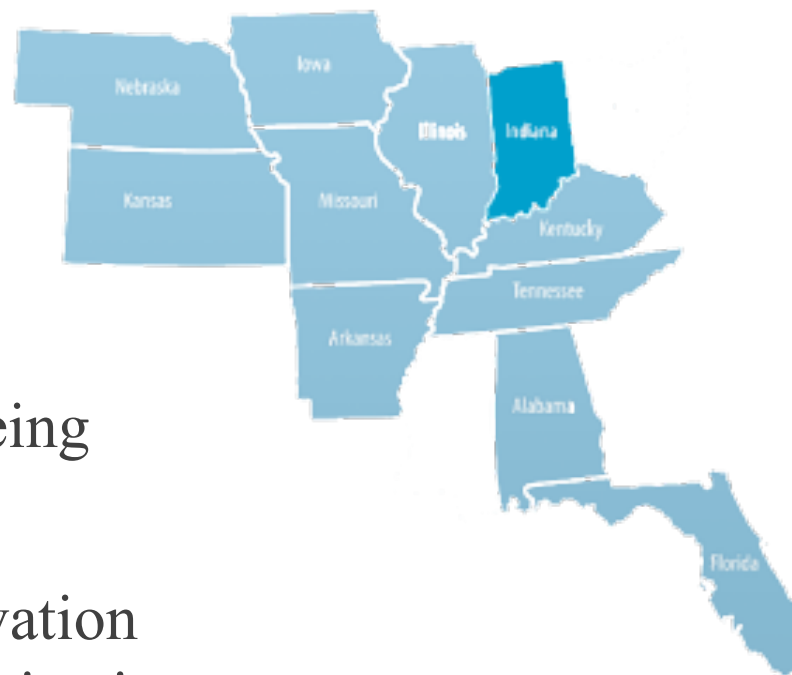 Iowa
Nebraska
Illinois
Indiana
Kansas
Missouri
Kentucky
Tennessee
Arkansas
Alabama
eing
Florida
vation